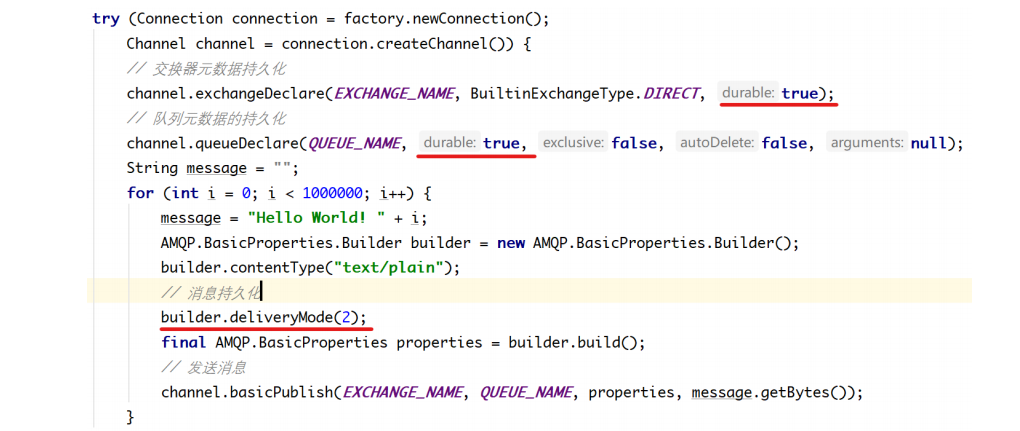 try (Connection connection = factory.newConnection();
Channel channel = connection.createChannel()) {
// 交换器元数据持久化
channel.exchangeDeclare(EXCHANGE_NAME, BuiltinExchangeType.DIRECT, durable: true);
// 队列元数据的持久化
channel.queueDeclare(QUEUE_NAME, durable: true, exclusive: false, autoDelete: false, arguments: null);
String message = "";
for (int i = 0; i < 1000000; i++) {
message = "Hello World! " + i;
AMQP.BasicProperties.Builder builder = new AMQP.BasicProperties.Builder();
builder.contentType("text/plain");
// 消息持久化
builder.deliveryMode(2);
final AMQP.BasicProperties properties = builder.build();
// 发送消息
channel.basicPublish(EXCHANGE_NAME, QUEUE_NAME, properties, message.getBytes());
}